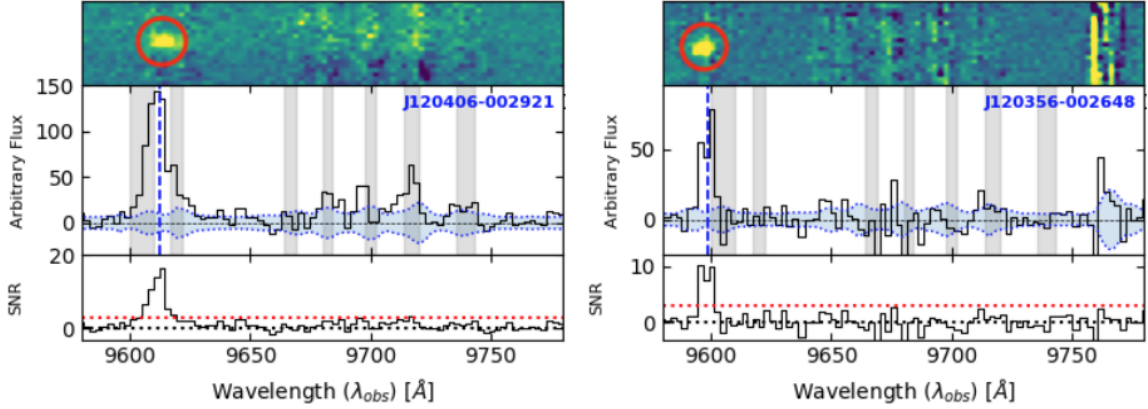 150
100
50
0
Arbitrary Flux
J120406-002921
20
0
SNR
9600
9650
9700
9750
Wavelength (λobs) [Å]
50
0
Arbitrary Flux
J120356-002648
10
0
SNR
9600
9650
9700
9750
Wavelength (λobs) [Å]